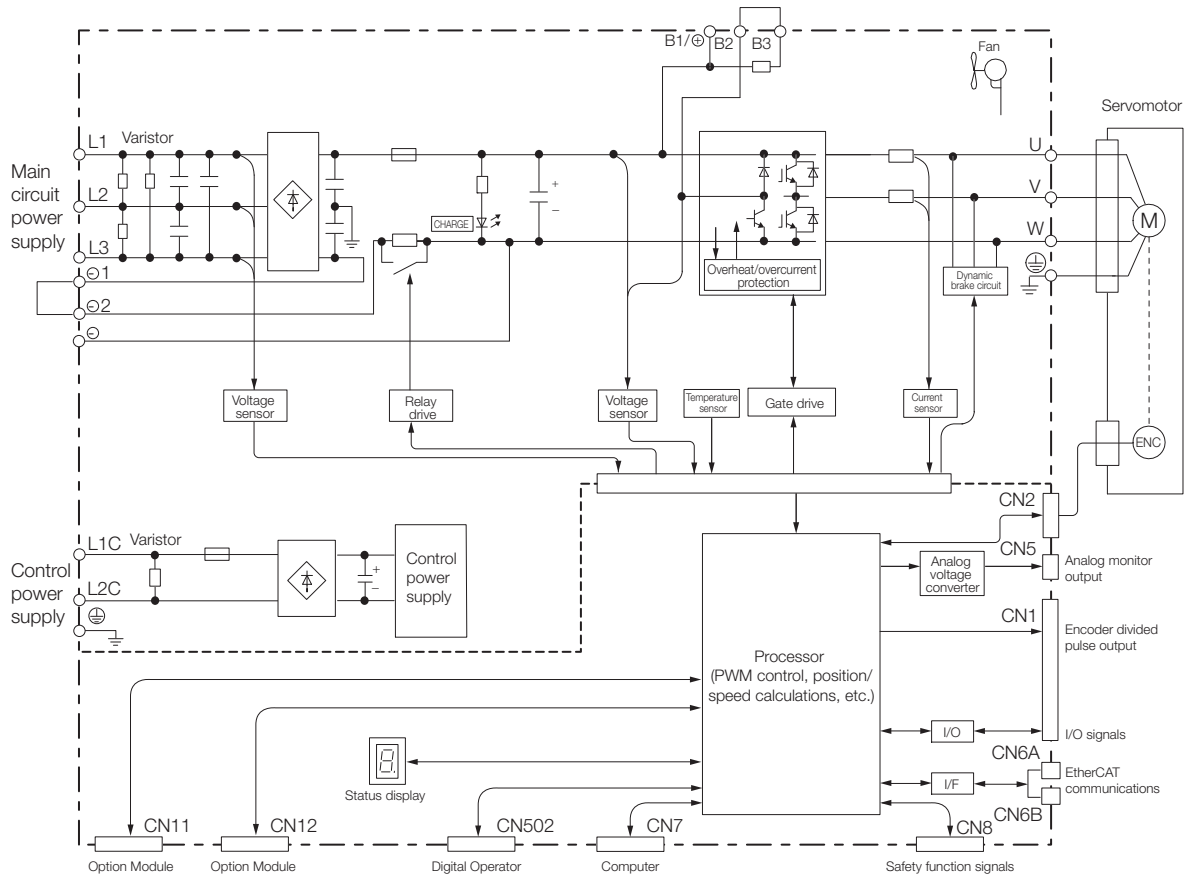 B1/⊕ B2 B3
Fan
Servomotor
L1 Varistor
U
Main
circuit
power
supply
L2
V
L3
W
M
CHARGE
+
−
⊖1
⊖2
⊖
Overheat/overcurrent
protection
Dynamic
brake circuit
Voltage
sensor
Relay
drive
Voltage
sensor
Temperature
sensor
Gate drive
Current
sensor
ENC
CN2
L1C Varistor
Control
power
supply
L2C
+
−
Control
power
supply
CN5
Analog
voltage
converter
Analog monitor
output
CN1
Encoder divided
pulse output
Processor
(PWM control, position/
speed calculations, etc.)
I/O
I/O signals
CN6A
I/F
EtherCAT
communications
CN6B
8.
Status display
CN11
CN12
CN502
CN7
CN8
Option Module
Option Module
Digital Operator
Computer
Safety function signals